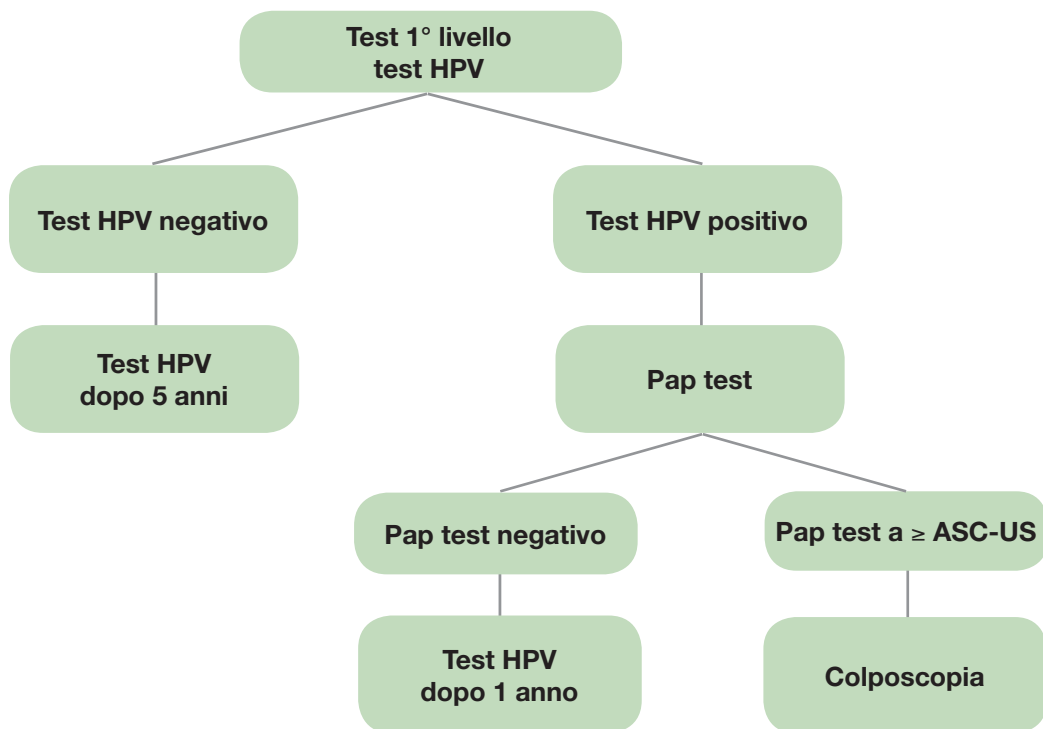 Test 1° livello
test HPV
Test HPV negativo
Test HPV positivo
Test HPV
dopo 5 anni
Pap test
Pap test negativo
Pap test a ≥ ASC-US
Test HPV
dopo 1 anno
Colposcopia